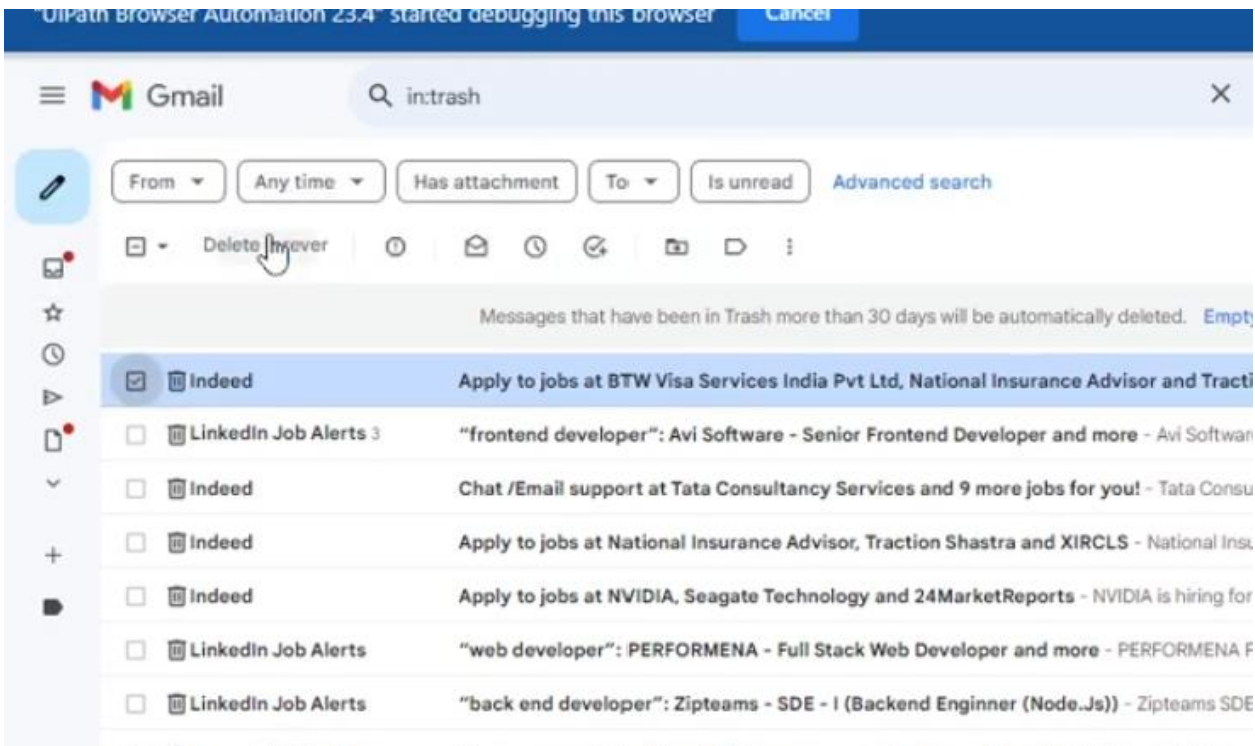 "UiPath Browser Automation 23.4" started debugging this browser Cancel
Gmail in:trash
From Any time Has attachment To Is unread Advanced search
Delete forever
Messages that have been in Trash more than 30 days will be automatically deleted. Empty
Indeed Apply to jobs at BTW Visa Services India Pvt Ltd, National Insurance Advisor and Tracti
LinkedIn Job Alerts 3 "frontend developer": Avi Software - Senior Frontend Developer and more - Avi Software
Indeed Chat /Email support at Tata Consultancy Services and 9 more jobs for you! - Tata Consu
Indeed Apply to jobs at National Insurance Advisor, Traction Shastra and XIRCLS - National Insu
Indeed Apply to jobs at NVIDIA, Seagate Technology and 24MarketReports - NVIDIA is hiring for
LinkedIn Job Alerts "web developer": PERFORMENA - Full Stack Web Developer and more - PERFORMENA F
LinkedIn Job Alerts "back end developer": Zipteams - SDE - I (Backend Enginner (Node.Js)) - Zipteams SDE